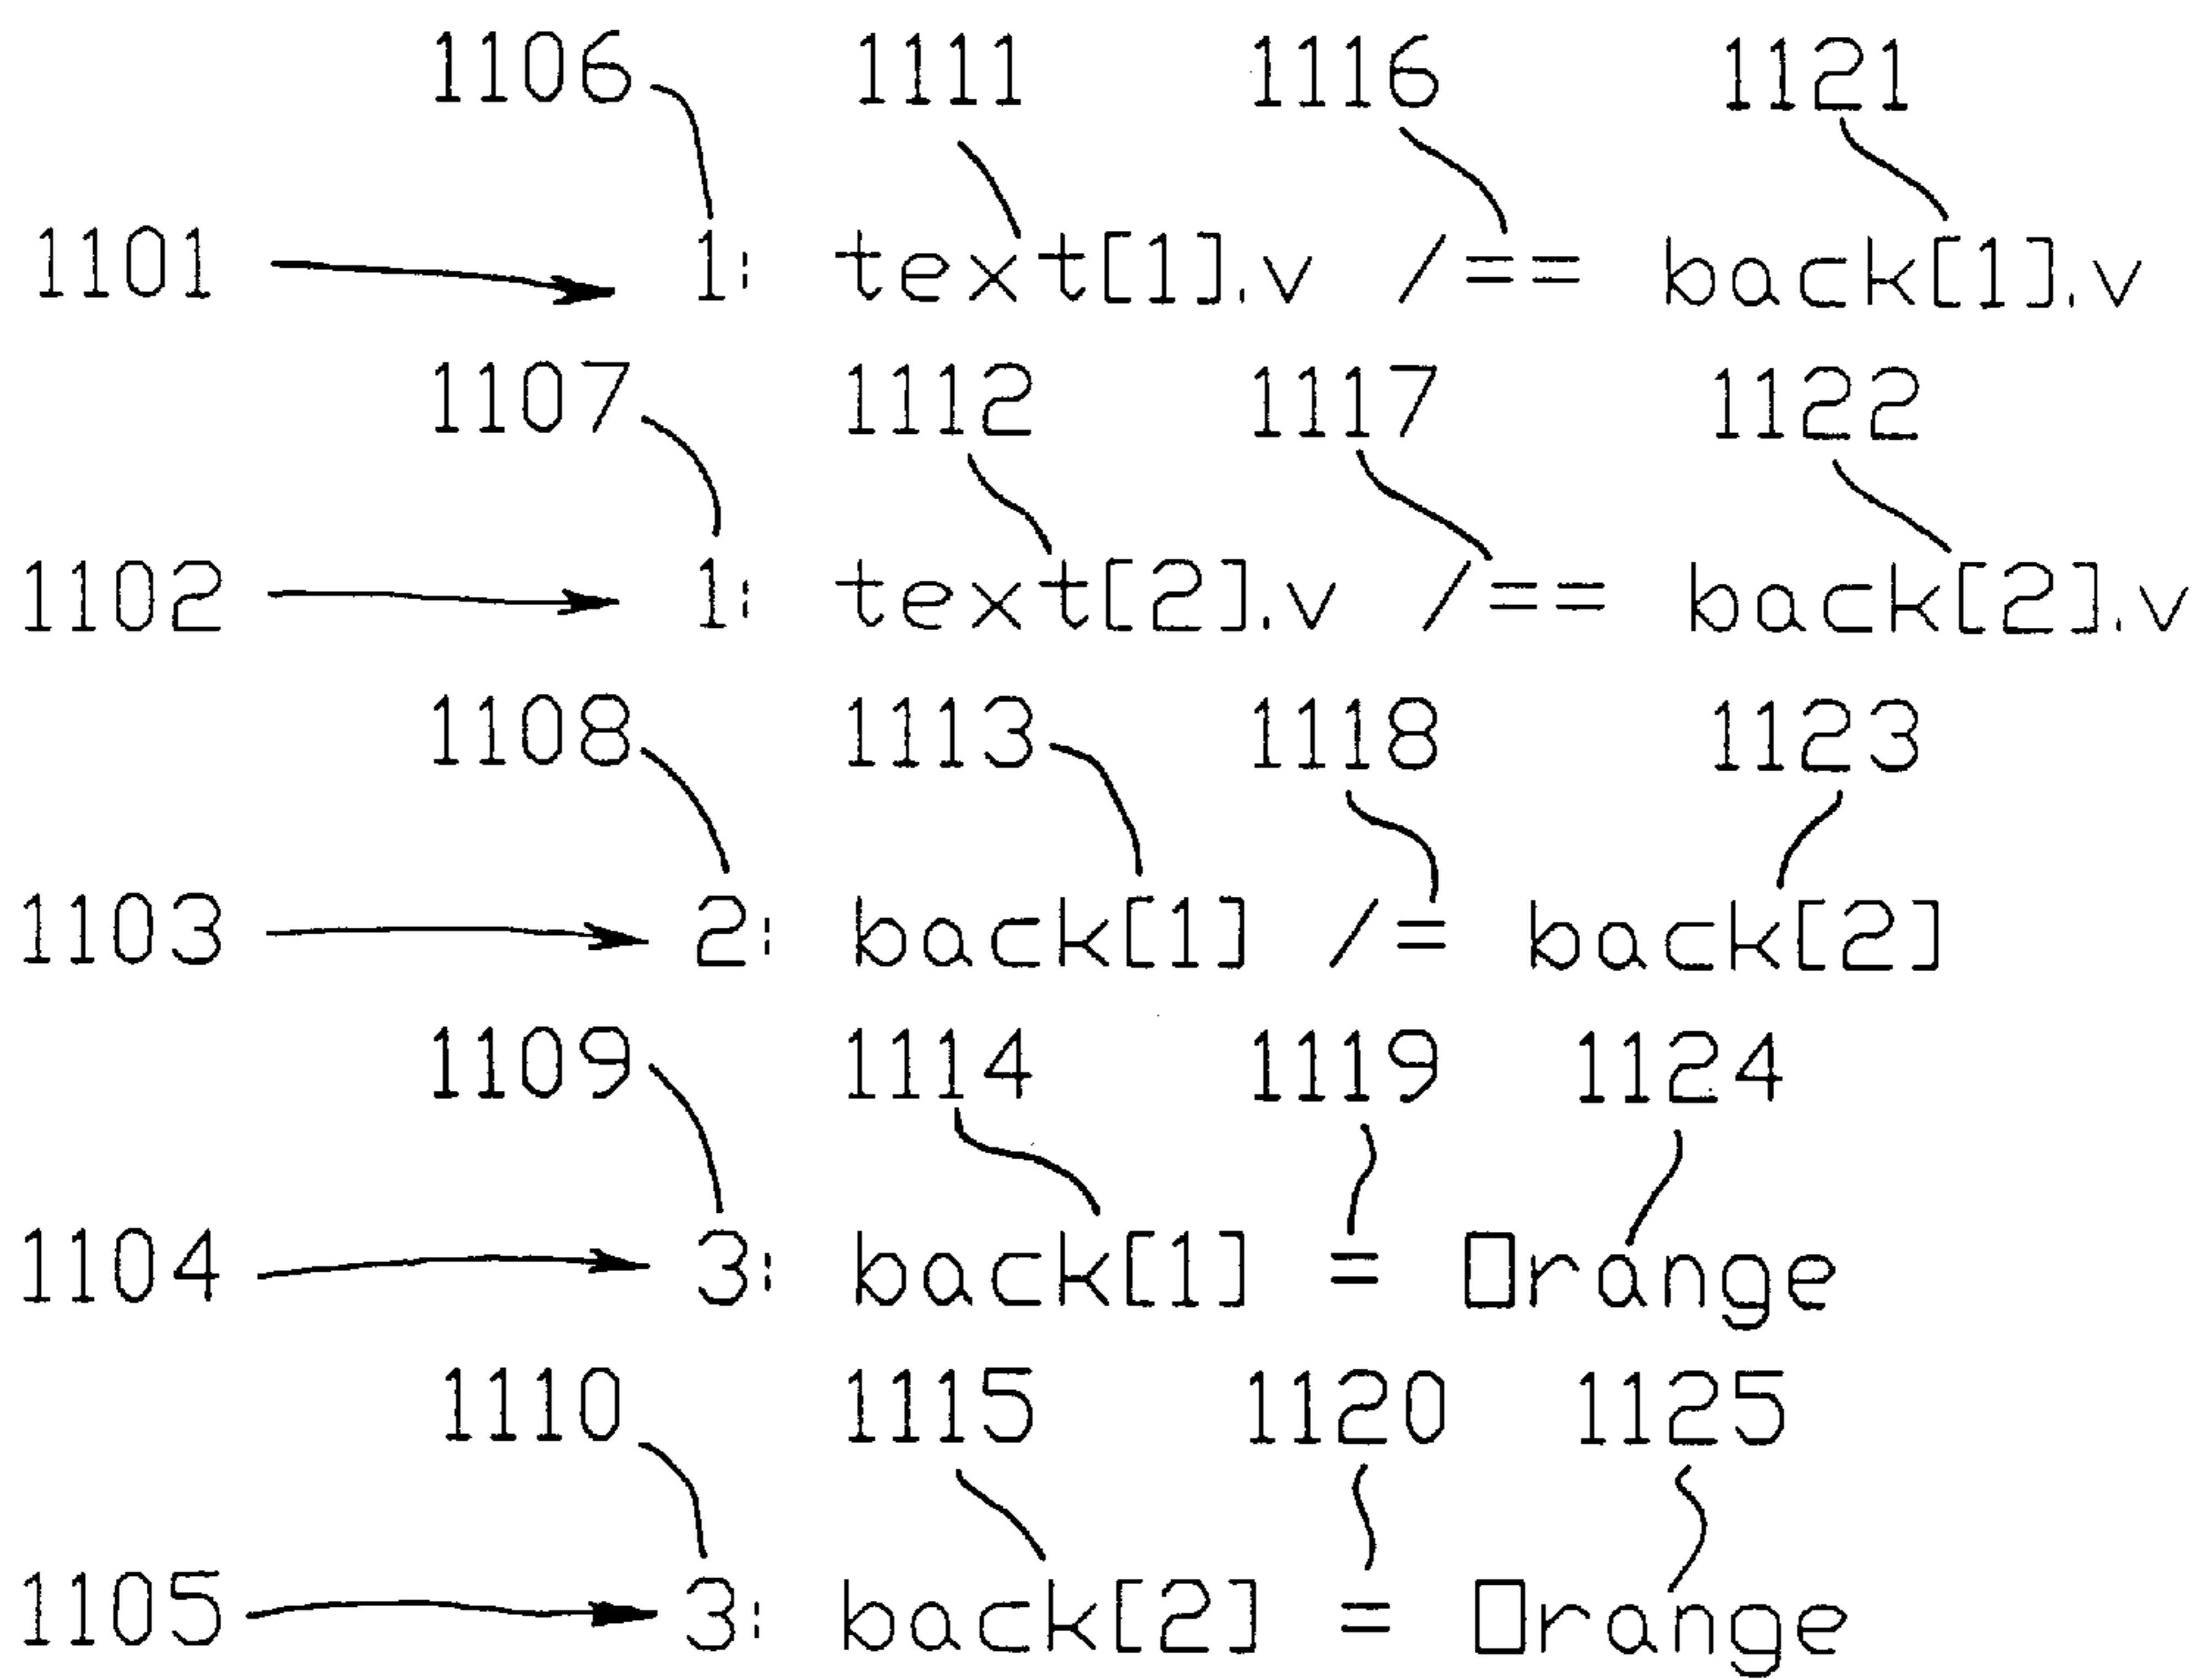 1106 1111 1116 1121
1101 1: text[1].v /== back[1].v
1107 1112 1117 1122
1102 1: text[2].v /== back[2].v
1108 1113 1118 1123
1103 2: back[1] /= back[2]
1109 1114 1119 1124
1104 3: back[1] = Orange
1110 1115 1120 1125
1105 3: back[2] = Orange